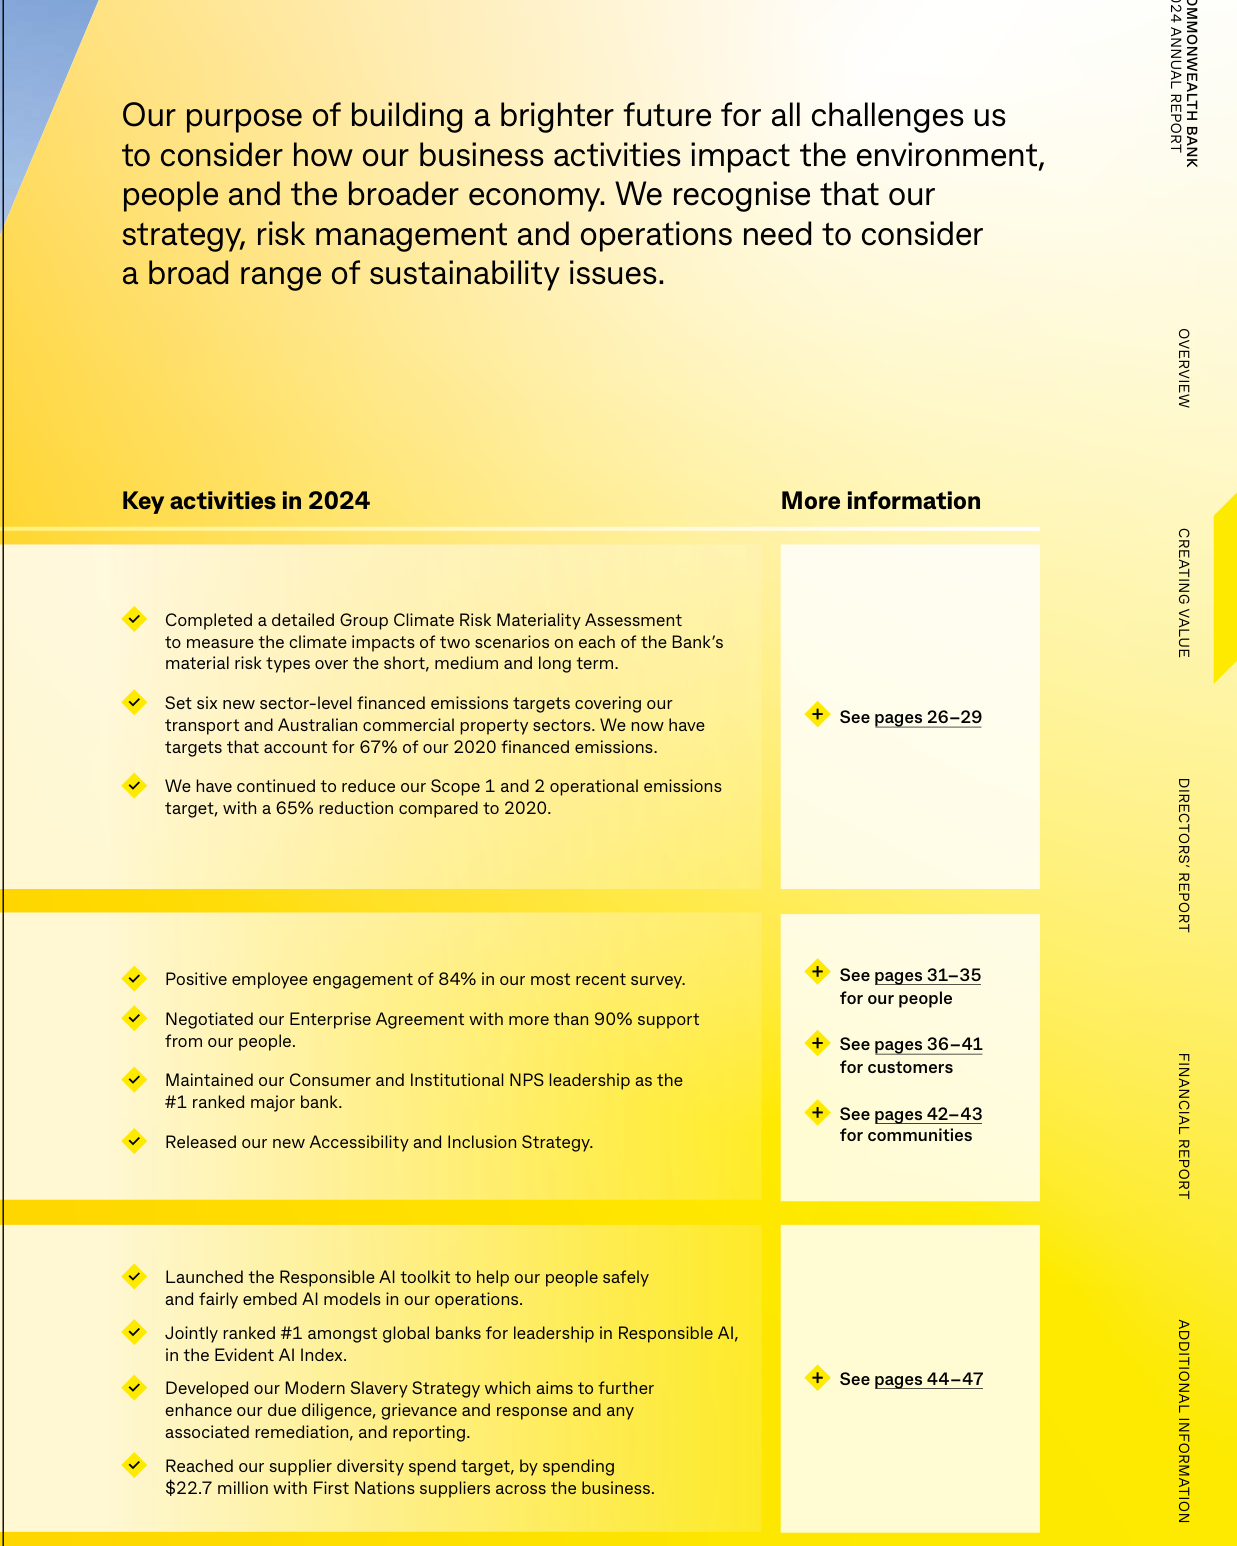 Our purpose of building a brighter future for all challenges us
to consider how our business activities impact the environment,
people and the broader economy. We recognise that our
strategy, risk management and operations need to consider
a broad range of sustainability issues.
Key activities in 2024
More information
Completed a detailed Group Climate Risk Materiality Assessment
to measure the climate impacts of two scenarios on each of the Bank’s
material risk types over the short, medium and long term.
Set six new sector-level financed emissions targets covering our
transport and Australian commercial property sectors. We now have
targets that account for 67% of our 2020 financed emissions.
We have continued to reduce our Scope 1 and 2 operational emissions
target, with a 65% reduction compared to 2020.
See pages 26–29
Positive employee engagement of 84% in our most recent survey.
Negotiated our Enterprise Agreement with more than 90% support
from our people.
Maintained our Consumer and Institutional NPS leadership as the
#1 ranked major bank.
Released our new Accessibility and Inclusion Strategy.
See pages 31–35
for our people
See pages 36–41
for customers
See pages 42–43
for communities
Launched the Responsible AI toolkit to help our people safely
and fairly embed AI models in our operations.
Jointly ranked #1 amongst global banks for leadership in Responsible AI,
in the Evident AI Index.
Developed our Modern Slavery Strategy which aims to further
enhance our due diligence, grievance and response and any
associated remediation, and reporting.
Reached our supplier diversity spend target, by spending
$22.7 million with First Nations suppliers across the business.
See pages 44–47
OMMONWEALTH BANK
024 ANNUAL REPORT
OVERVIEW
CREATING VALUE
DIRECTORS’ REPORT
FINANCIAL REPORT
ADDITIONAL INFORMATION